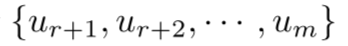 {u_{r+1}, u_{r+2}, ⋯ , u_m}